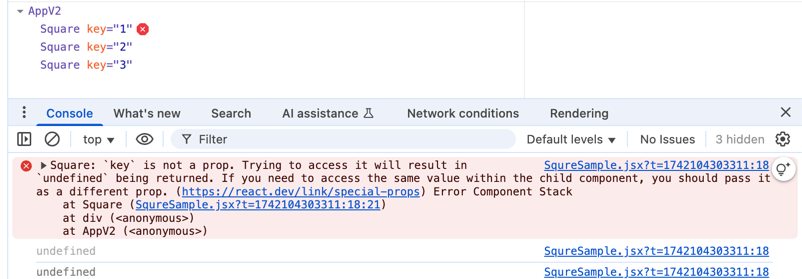 AppV2
Square key="1"
Square key="2"
Square key="3"
Console What's new Search AI assistance Network conditions Rendering
top Filter Default levels No Issues 3 hidden
Square: `key` is not a prop. Trying to access it will result in SqureSample.jsx?t=1742104303311:18
`undefined` being returned. If you need to access the same value within the child component, you should pass it
as a different prop. (https://react.dev/link/special-props) Error Component Stack
at Square (SqureSample.jsx?t=1742104303311:18:21)
at div (<anonymous>)
at AppV2 (<anonymous>)
undefined SqureSample.jsx?t=1742104303311:18
undefined SqureSample.jsx?t=1742104303311:18